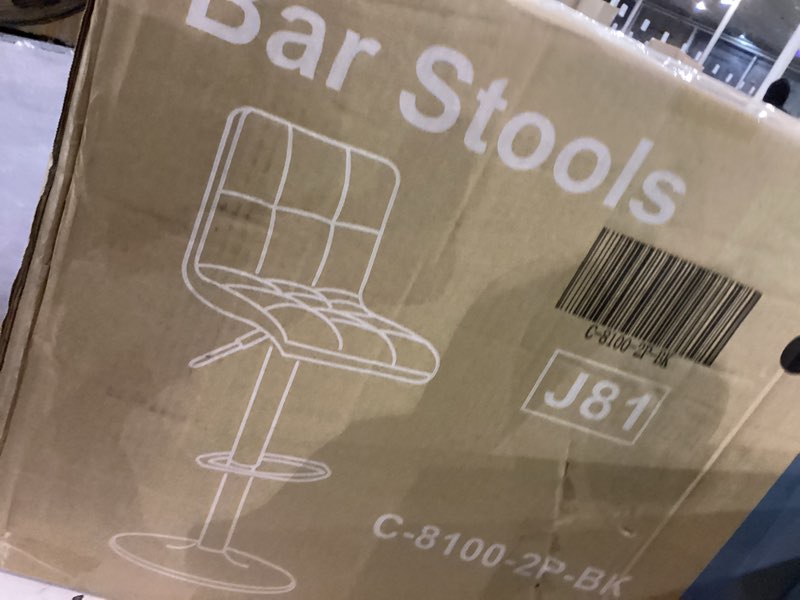 Bar Stools
C-8100-2P-BK
J81
C-8100-2P-BK